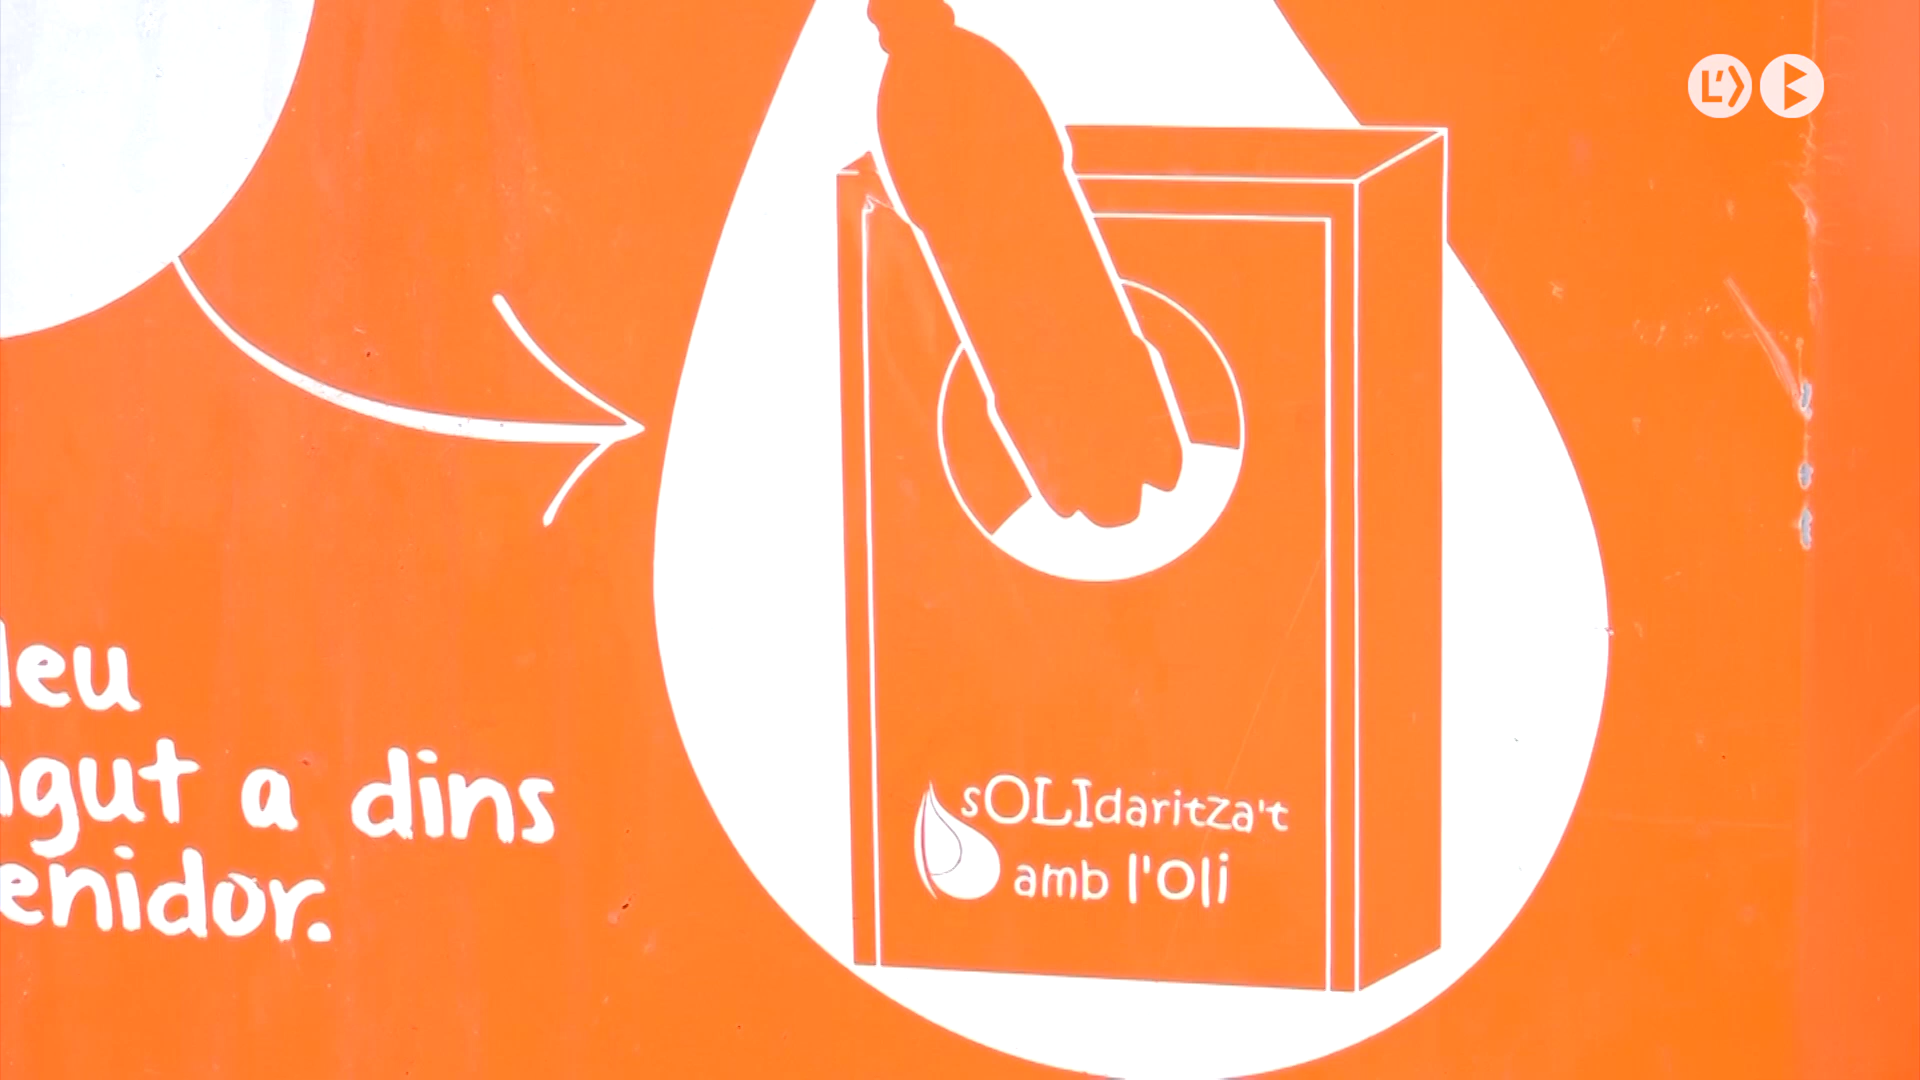 leu
gut a dins
enidor.
sOLIdaritza't
amb l'Oli